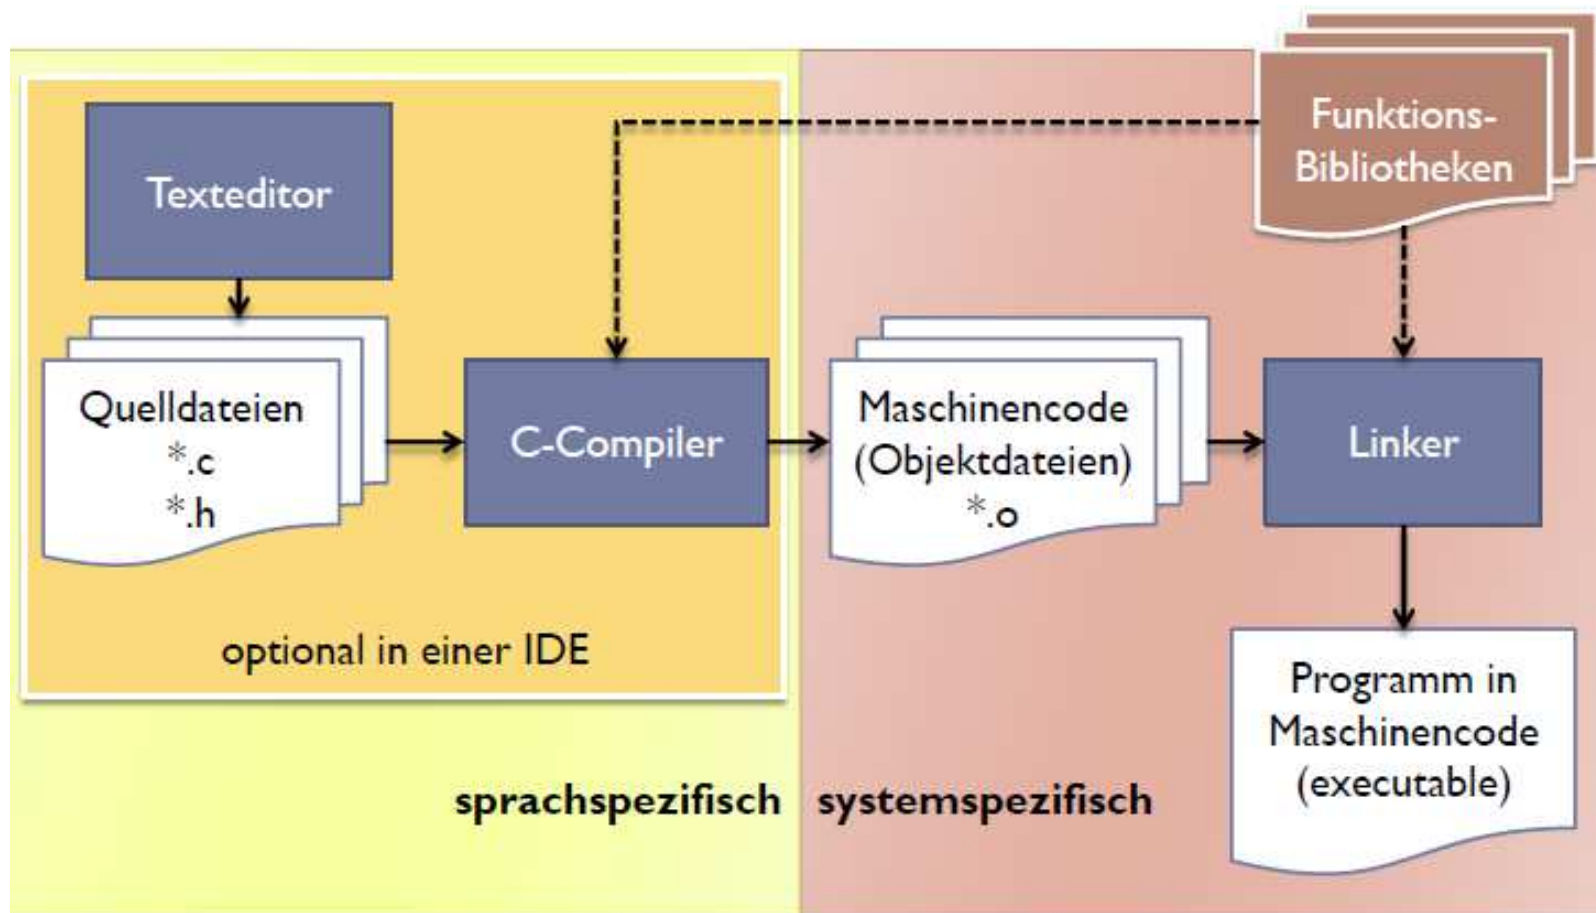 Funktions-
Bibliotheken
Texteditor
Quelldateien
*.c
*.h
C-Compiler
Maschinencode
(Objektdateien)
*.o
Linker
optional in einer IDE
Programm in
Maschinencode
(executable)
sprachspezifisch
systemspezifisch